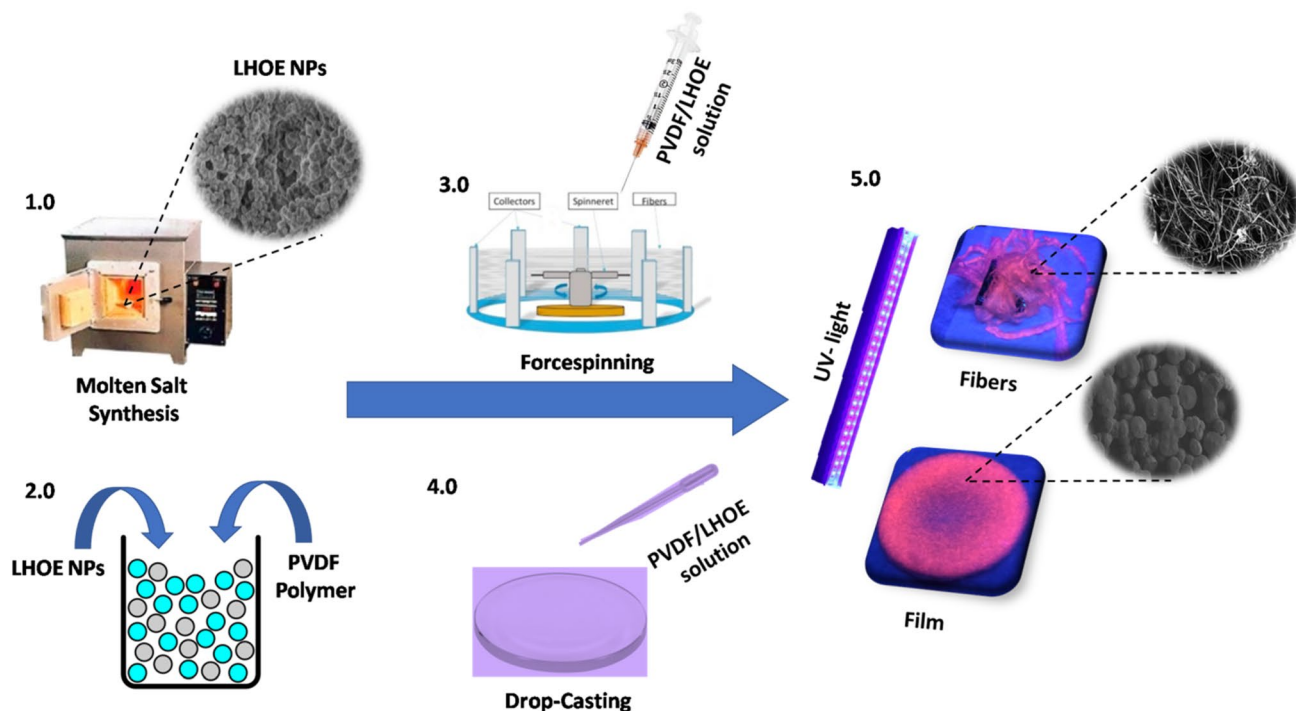 LHOE NPs
1.0
Molten Salt
Synthesis
2.0
LHOE NPs
PVDF
Polymer
3.0
PVDF/LHOE
solution
Collectors
Spinneret
Fibers
Forcespinning
4.0
PVDF/LHOE
solution
Drop-Casting
5.0
UV- light
Fibers
Film